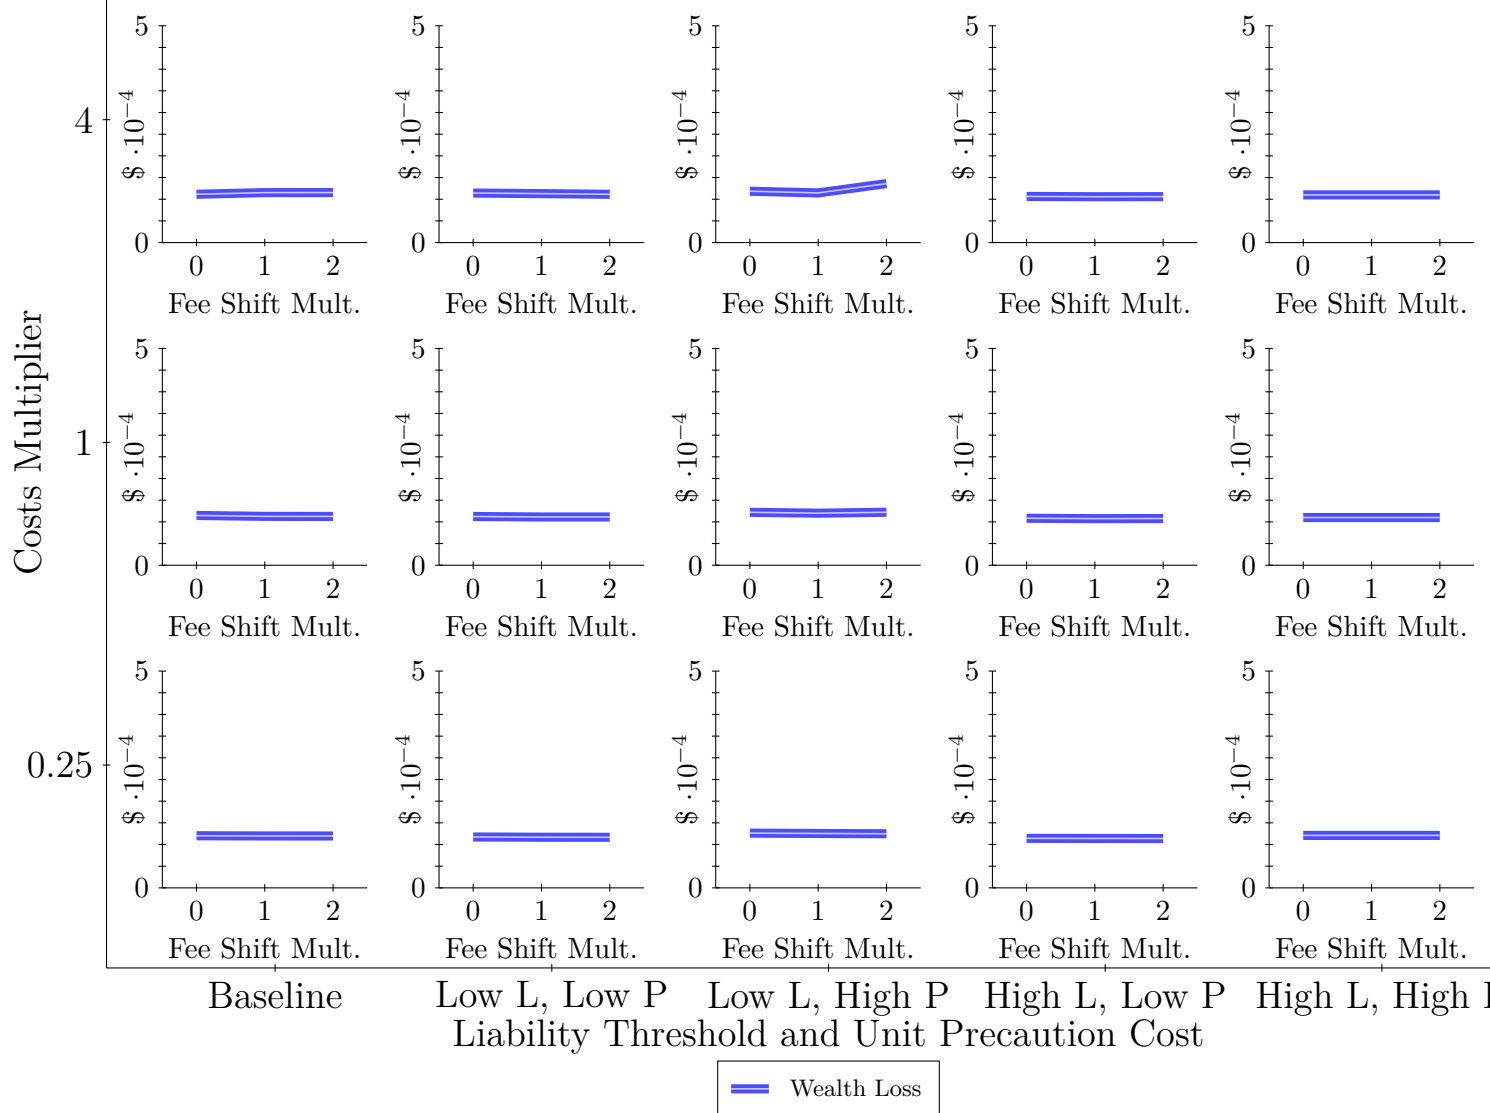 5 5 5 5 5
$ ·10⁻⁴ $ ·10⁻⁴ $ ·10⁻⁴ $ ·10⁻⁴ $ ·10⁻⁴
4
0 0 0 0 0
0 1 2 0 1 2 0 1 2 0 1 2 0 1 2
Fee Shift Mult. Fee Shift Mult. Fee Shift Mult. Fee Shift Mult. Fee Shift Mult.
Costs Multiplier
5 5 5 5 5
$ ·10⁻⁴ $ ·10⁻⁴ $ ·10⁻⁴ $ ·10⁻⁴ $ ·10⁻⁴
1
0 0 0 0 0
0 1 2 0 1 2 0 1 2 0 1 2 0 1 2
Fee Shift Mult. Fee Shift Mult. Fee Shift Mult. Fee Shift Mult. Fee Shift Mult.
5 5 5 5 5
$ ·10⁻⁴ $ ·10⁻⁴ $ ·10⁻⁴ $ ·10⁻⁴ $ ·10⁻⁴
0.25
0 0 0 0 0
0 1 2 0 1 2 0 1 2 0 1 2 0 1 2
Fee Shift Mult. Fee Shift Mult. Fee Shift Mult. Fee Shift Mult. Fee Shift Mult.
Baseline Low L, Low P Low L, High P High L, Low P High L, High
Liability Threshold and Unit Precaution Cost
Wealth Loss